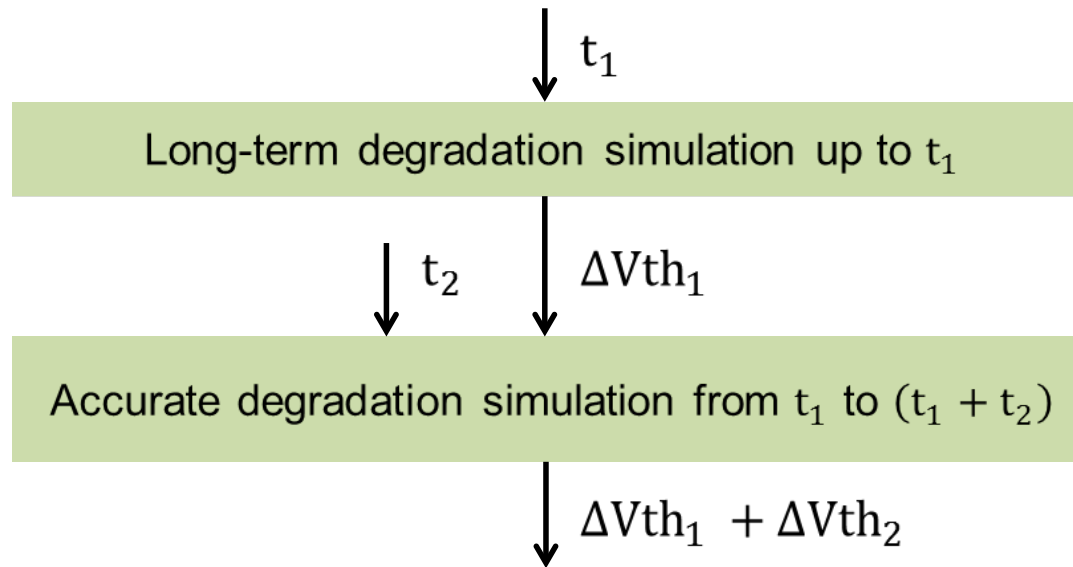 t₁
Long-term degradation simulation up to t₁
t₂
ΔVth₁
Accurate degradation simulation from t₁ to (t₁ + t₂)
ΔVth₁ + ΔVth₂